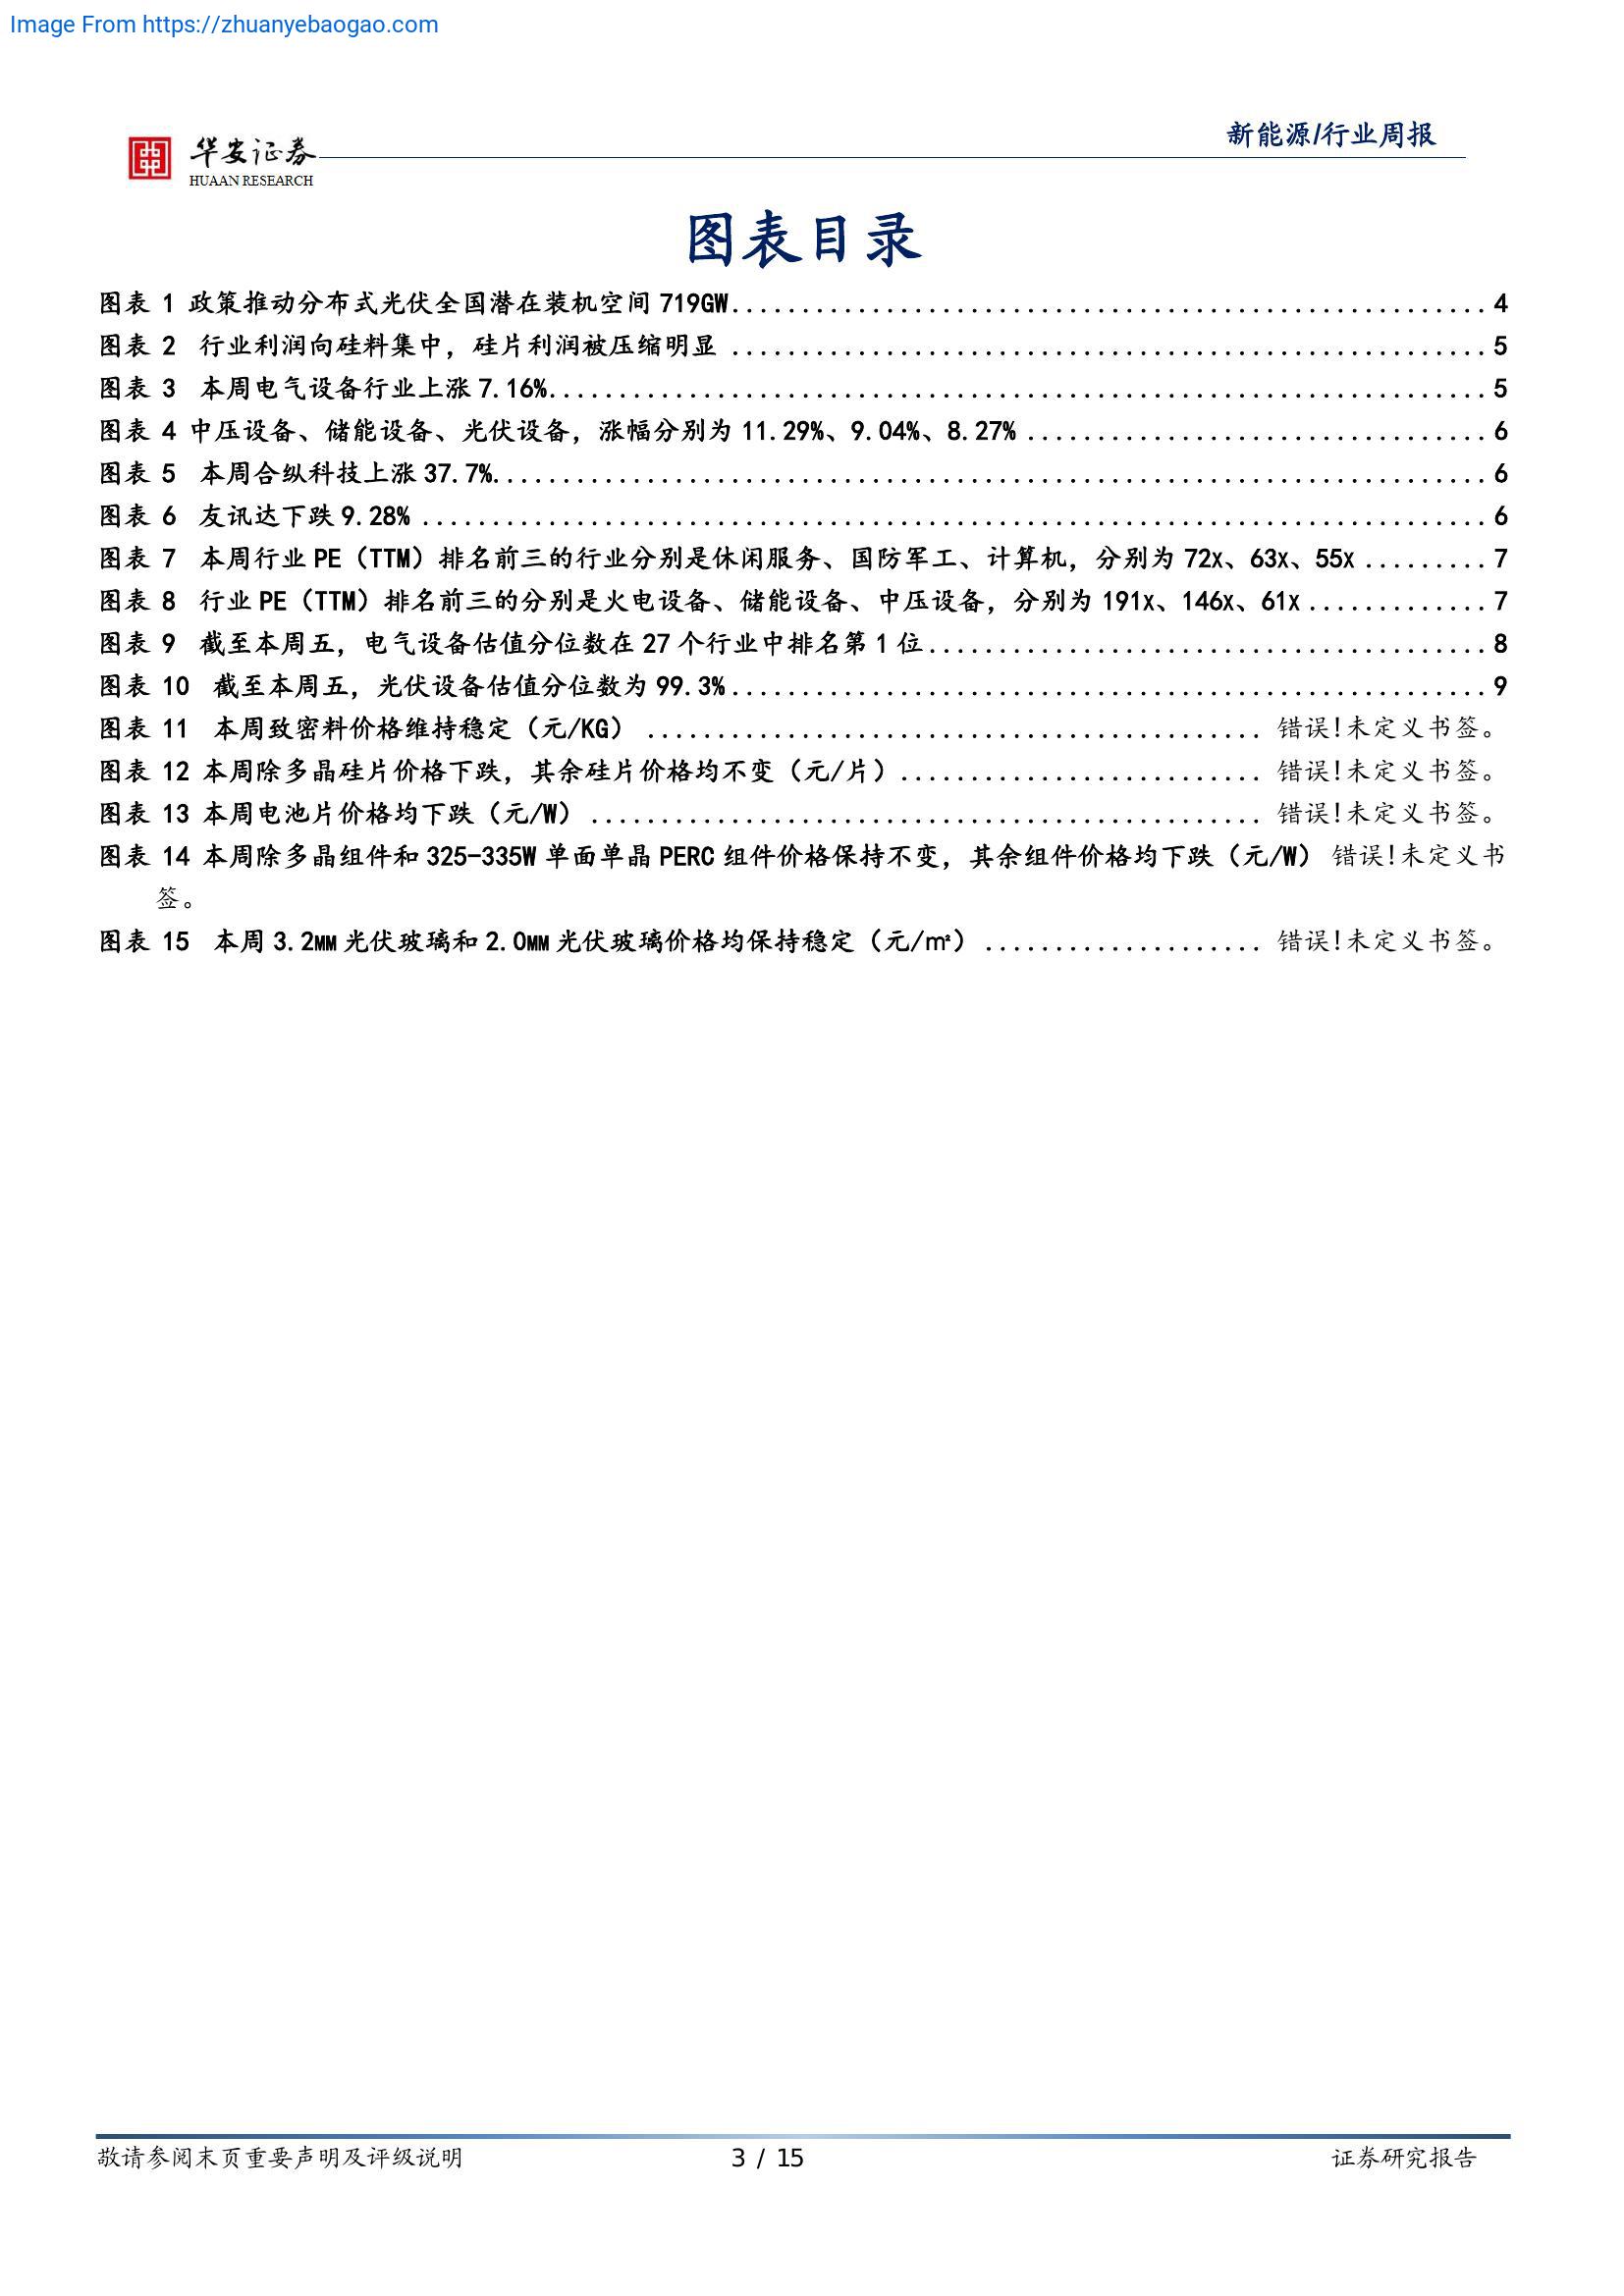 Image From https://zhuanyebaogao.com
华安证券
HUAAN RESEARCH
新能源/行业周报
图表目录
图表 1 政策推动分布式光伏全国潜在装机空间 719GW...................................................... 4
图表 2 行业利润向硅料集中，硅片利润被压缩明显 ...................................................... 5
图表 3 本周电气设备行业上涨 7.16%................................................................... 5
图表 4 中压设备、储能设备、光伏设备，涨幅分别为 11.29%、9.04%、8.27% ................................. 6
图表 5 本周合纵科技上涨 37.7%....................................................................... 6
图表 6 友讯达下跌 9.28% ............................................................................ 6
图表 7 本周行业 PE（TTM）排名前三的行业分别是休闲服务、国防军工、计算机，分别为 72x、63x、55x ......... 7
图表 8 行业 PE（TTM）排名前三的分别是火电设备、储能设备、中压设备，分别为 191x、146x、61x ............. 7
图表 9 截至本周五，电气设备估值分位数在 27 个行业中排名第 1 位........................................ 8
图表 10 截至本周五，光伏设备估值分位数为 99.3%...................................................... 9
图表 11 本周致密料价格维持稳定（元/KG） ............................................ 错误!未定义书签。
图表 12 本周除多晶硅片价格下跌，其余硅片价格均不变（元/片）.......................... 错误!未定义书签。
图表 13 本周电池片价格均下跌（元/W） ................................................ 错误!未定义书签。
图表 14 本周除多晶组件和 325-335W 单面单晶 PERC 组件价格保持不变，其余组件价格均下跌（元/W） 错误!未定义书
签。
图表 15 本周 3.2MM 光伏玻璃和 2.0MM 光伏玻璃价格均保持稳定（元/㎡） .................... 错误!未定义书签。
敬请参阅末页重要声明及评级说明
3 / 15
证券研究报告